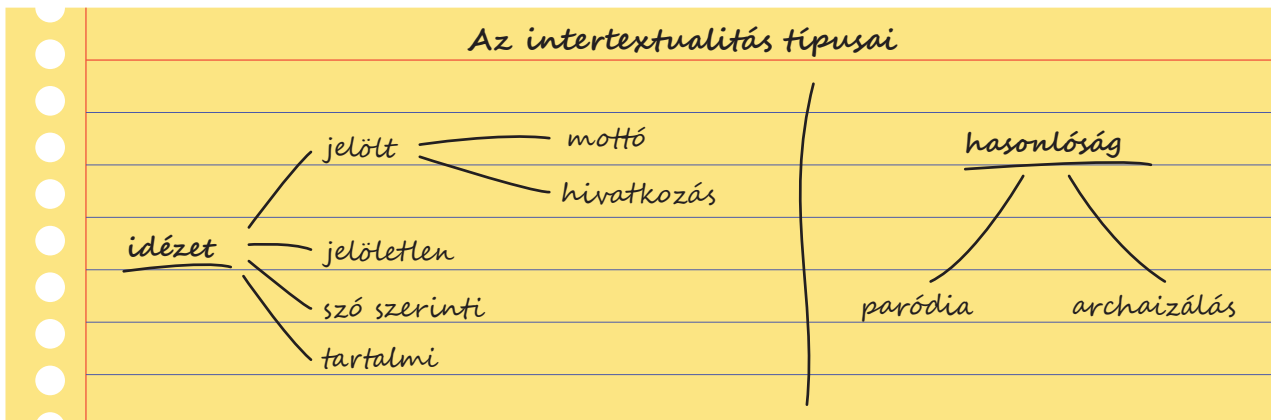 Az intertextualitás típusai
jelölt
mottó
hivatkozás
idézet
jelöletlen
szó szerinti
tartalmi
hasonlóság
paródia
archaizálás